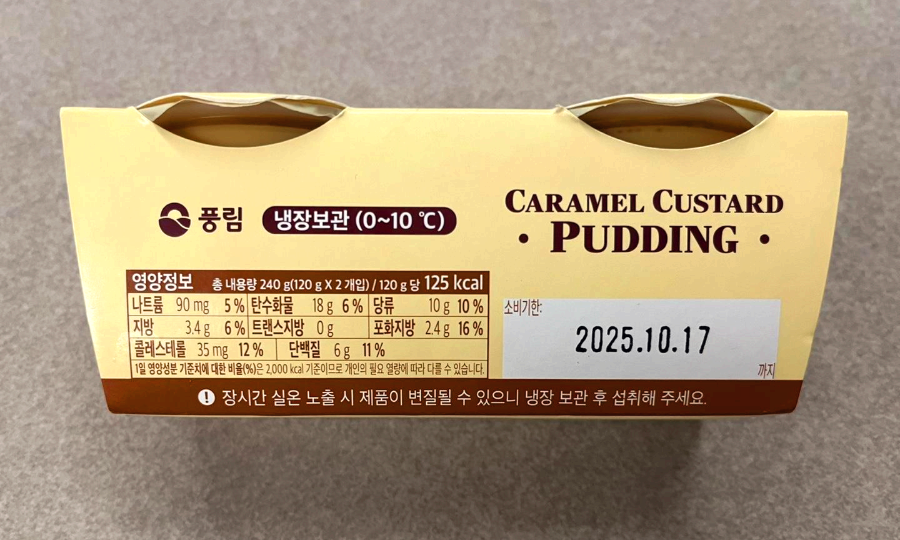 풍림 냉장보관 (0~10 ℃)
CARAMEL CUSTARD
• PUDDING •
영양정보 총 내용량 240 g(120 g X 2 개입) / 120 g 당 125 kcal
나트륨 90 mg 5 % 탄수화물 18 g 6 % 당류 10 g 10 %
지방 3.4 g 6 % 트랜스지방 0 g 포화지방 2.4 g 16 %
콜레스테롤 35 mg 12 % 단백질 6 g 11 %
1일 영양성분 기준치에 대한 비율(%)은 2,000 kcal 기준이므로 개인의 필요 열량에 따라 다를 수 있습니다.
소비기한:
2025.10.17
까지
! 장시간 실온 노출 시 제품이 변질될 수 있으니 냉장 보관 후 섭취해 주세요.